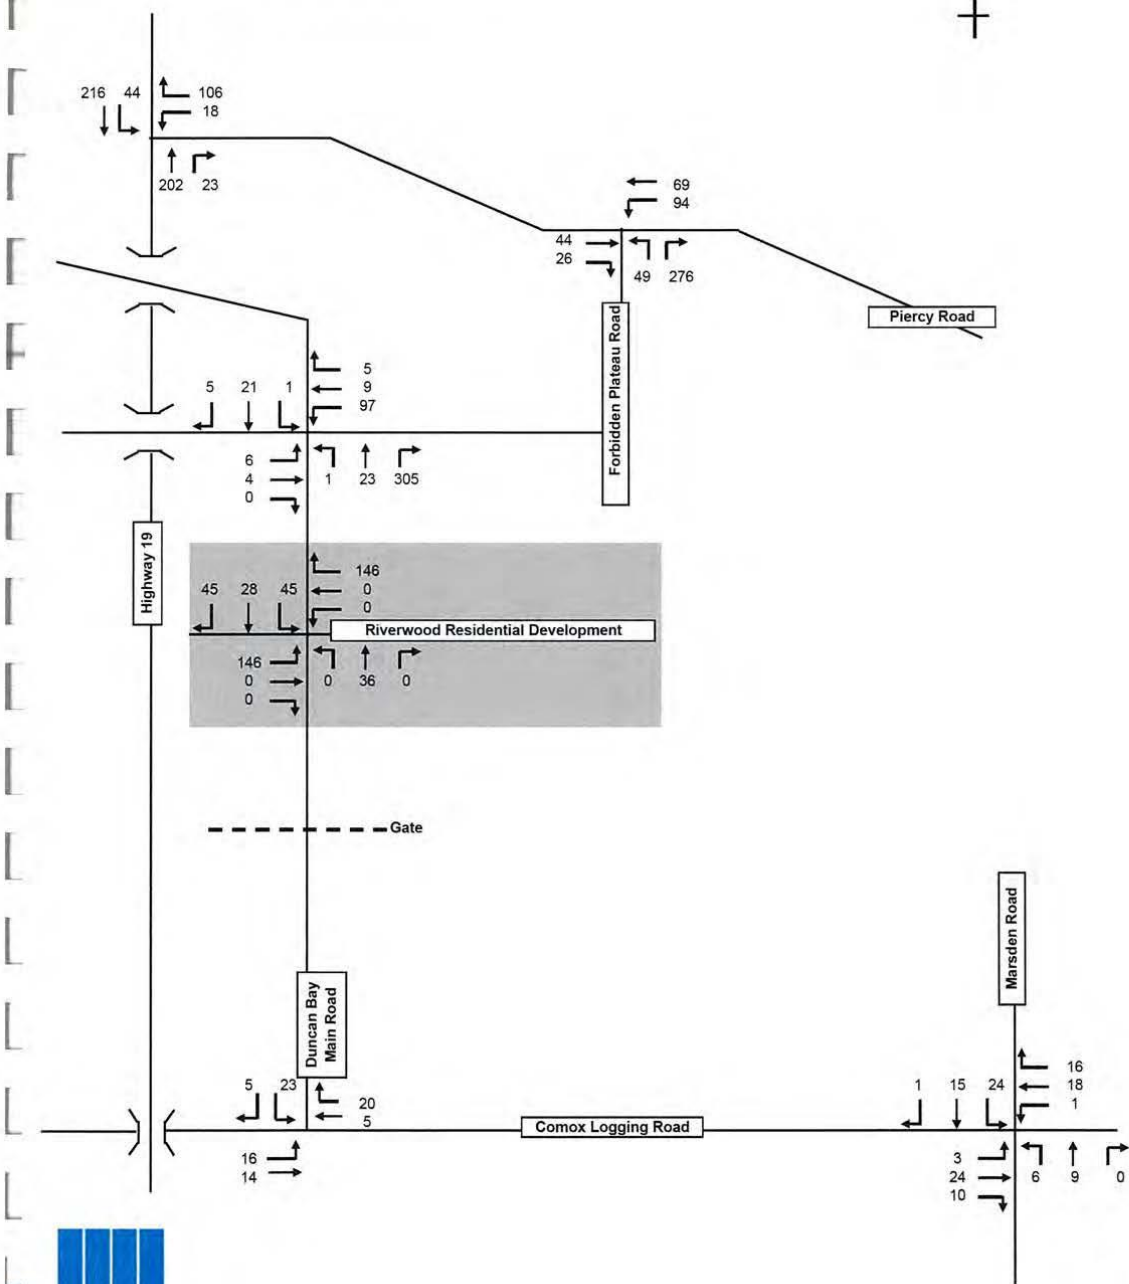 216 44
106
18
202 23
69
94
44
26
49 276
Piercy Road
Forbidden Plateau Road
5
9
97
5 21 1
6
4
0
1 23 305
Highway 19
146
0
0
45 28 45
Riverwood Residential Development
146
0
0
0 36 0
Gate
Marsden Road
Duncan Bay
Main Road
5 23
20
5
Comox Logging Road
16
14
1 15 24
16
18
1
3
24
10
6 9 0